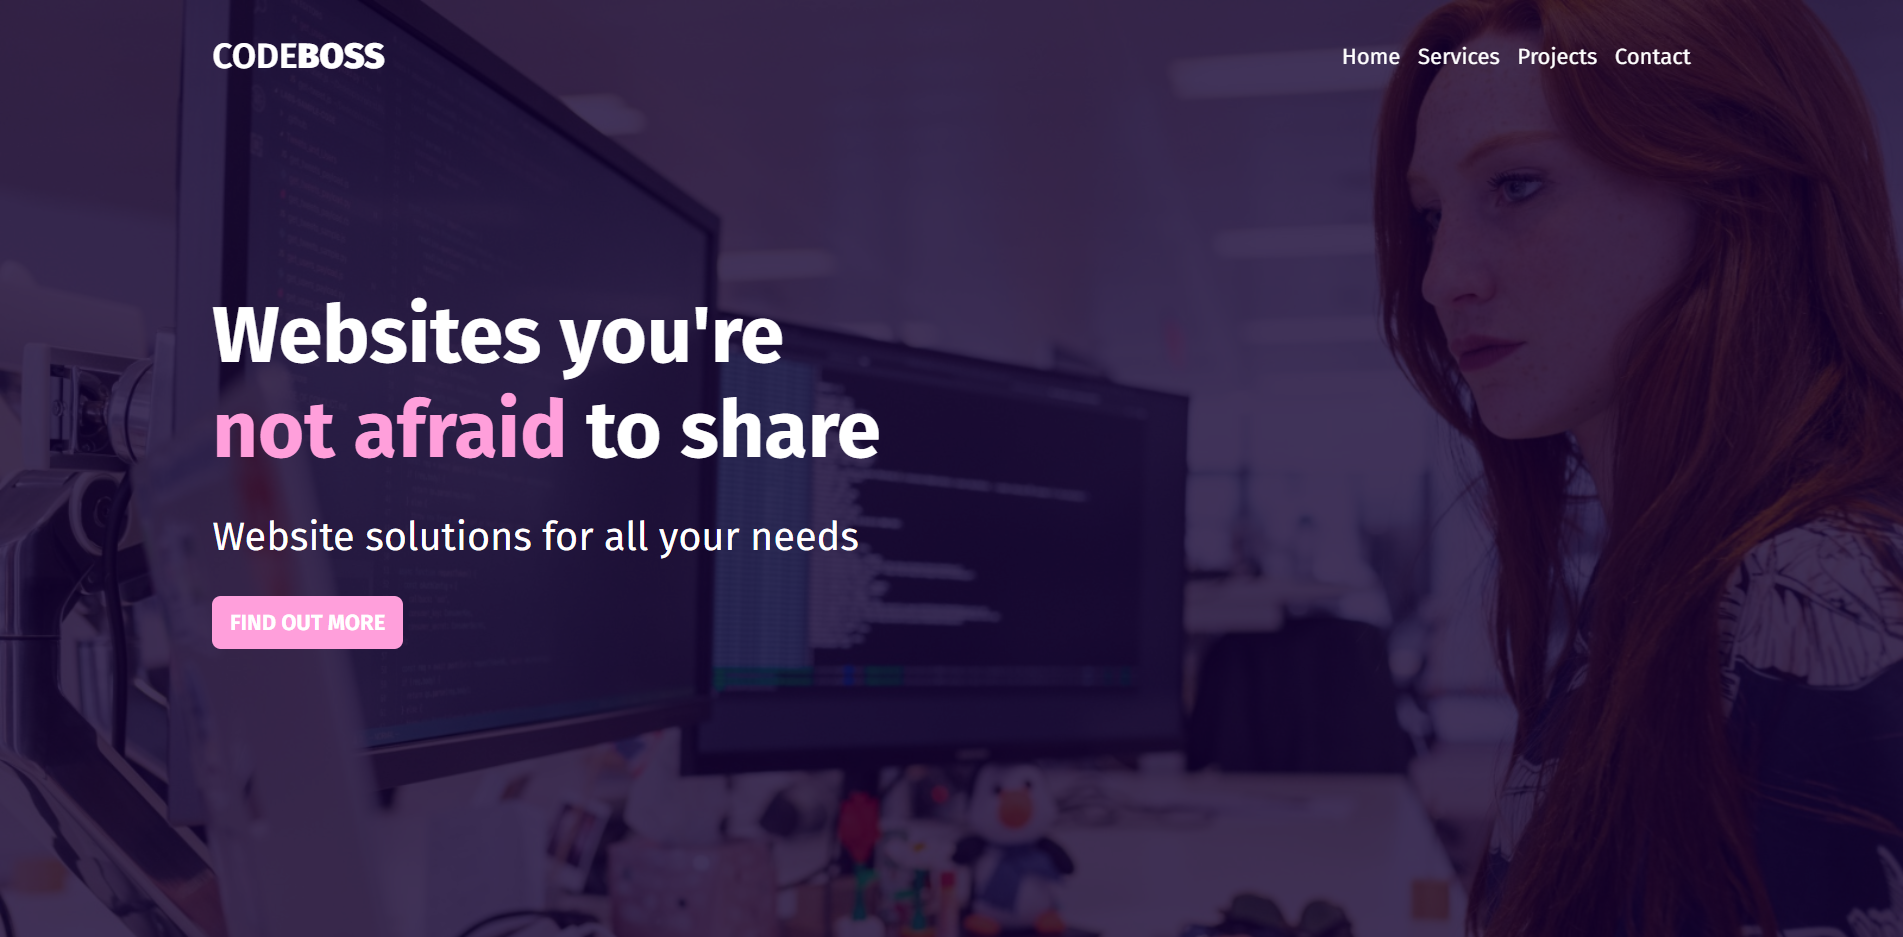 CODEBOSS
Home Services Projects Contact
Websites you're
not afraid to share
Website solutions for all your needs
FIND OUT MORE